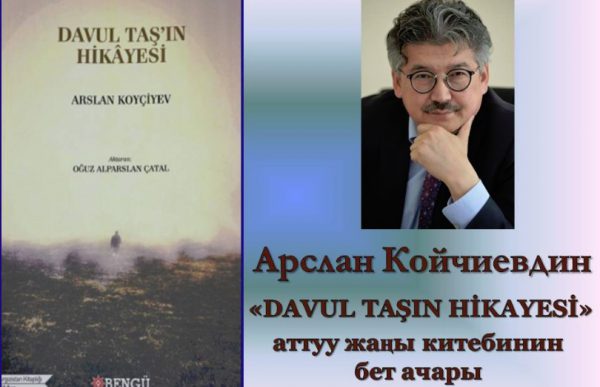 DAVUL TAŞ'IN
HİKÂYESİ
ARSLAN KOYÇİYEV
Aktaran:
OĞUZ ALPARSLAN ÇATAL
BENGÜ
Арслан Койчиевдин
«DAVUL TAŞIN HİKAYESİ»
аттуу жаңы китебинин
бет ачары